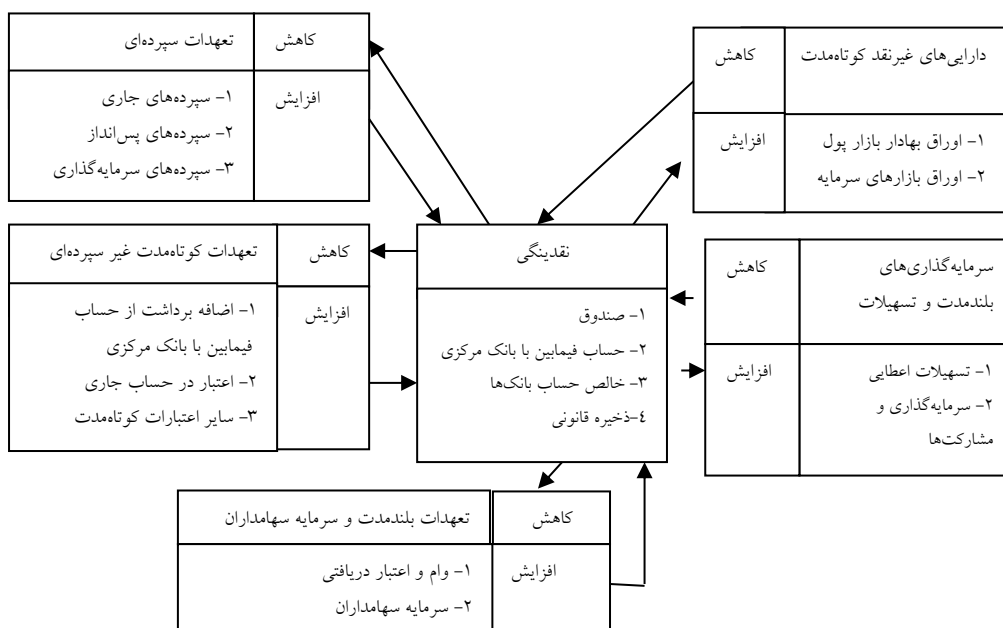 دارایی‌های غیرنقد کوتاه‌مدت
کاهش
۱- اوراق بهادار بازار پول
۲- اوراق بازارهای سرمایه
افزایش
کاهش
تعهدات سپرده‌ای
افزایش
۱- سپرده‌های جاری
۲- سپرده‌های پس‌انداز
۳- سپرده‌های سرمایه‌گذاری
سرمایه‌گذاری‌های
بلندمدت و تسهیلات
کاهش
۱- تسهیلات اعطایی
۲- سرمایه‌گذاری و
مشارکت‌ها
افزایش
نقدینگی
۱- صندوق
۲- حساب فیمابین با بانک مرکزی
۳- خالص حساب بانک‌ها
٤-ذخیره قانونی
کاهش
تعهدات کوتاه‌مدت غیر سپرده‌ای
افزایش
۱- اضافه برداشت از حساب
فیمابین با بانک مرکزی
۲- اعتبار در حساب جاری
۳- سایر اعتبارات کوتاه‌مدت
کاهش
تعهدات بلندمدت و سرمایه سهامداران
افزایش
۱- وام و اعتبار دریافتی
۲- سرمایه سهامداران